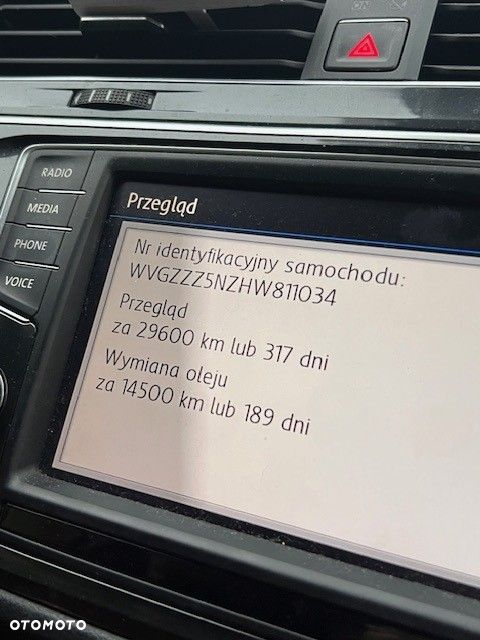 RADIO
MEDIA
PHONE
VOICE
Przegląd
Nr identyfikacyjny samochodu:
WVGZZZ5NZHW811034
Przegląd
za 29600 km lub 317 dni
Wymiana oleju
za 14500 km lub 189 dni
OTOMOTO